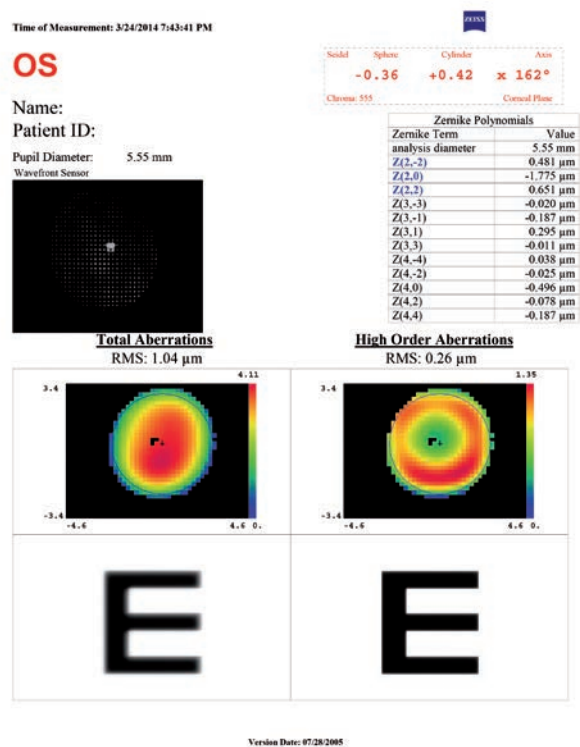 Time of Measurement: 3/24/2014 7:43:41 PM
ZEISS
OS
Seidel Sphere Cylinder Axis
-0.36 +0.42 x 162°
Chroma: 555 Corneal Plane
Name:
Patient ID:
Pupil Diameter: 5.55 mm
Wavefront Sensor
Zernike Polynomials
Zernike Term Value
analysis diameter 5.55 mm
Z(2,-2) 0.481 µm
Z(2,0) -1.775 µm
Z(2,2) 0.651 µm
Z(3,-3) -0.020 µm
Z(3,-1) -0.187 µm
Z(3,1) 0.295 µm
Z(3,3) -0.011 µm
Z(4,-4) 0.038 µm
Z(4,-2) -0.025 µm
Z(4,0) -0.496 µm
Z(4,2) -0.078 µm
Z(4,4) -0.187 µm
Total Aberrations
RMS: 1.04 µm
4.11
3.4
-3.4
-4.6 4.6 0.
E
High Order Aberrations
RMS: 0.26 µm
1.35
3.4
-3.4
-4.6 4.6 0.
E
Version Date: 07/28/2005